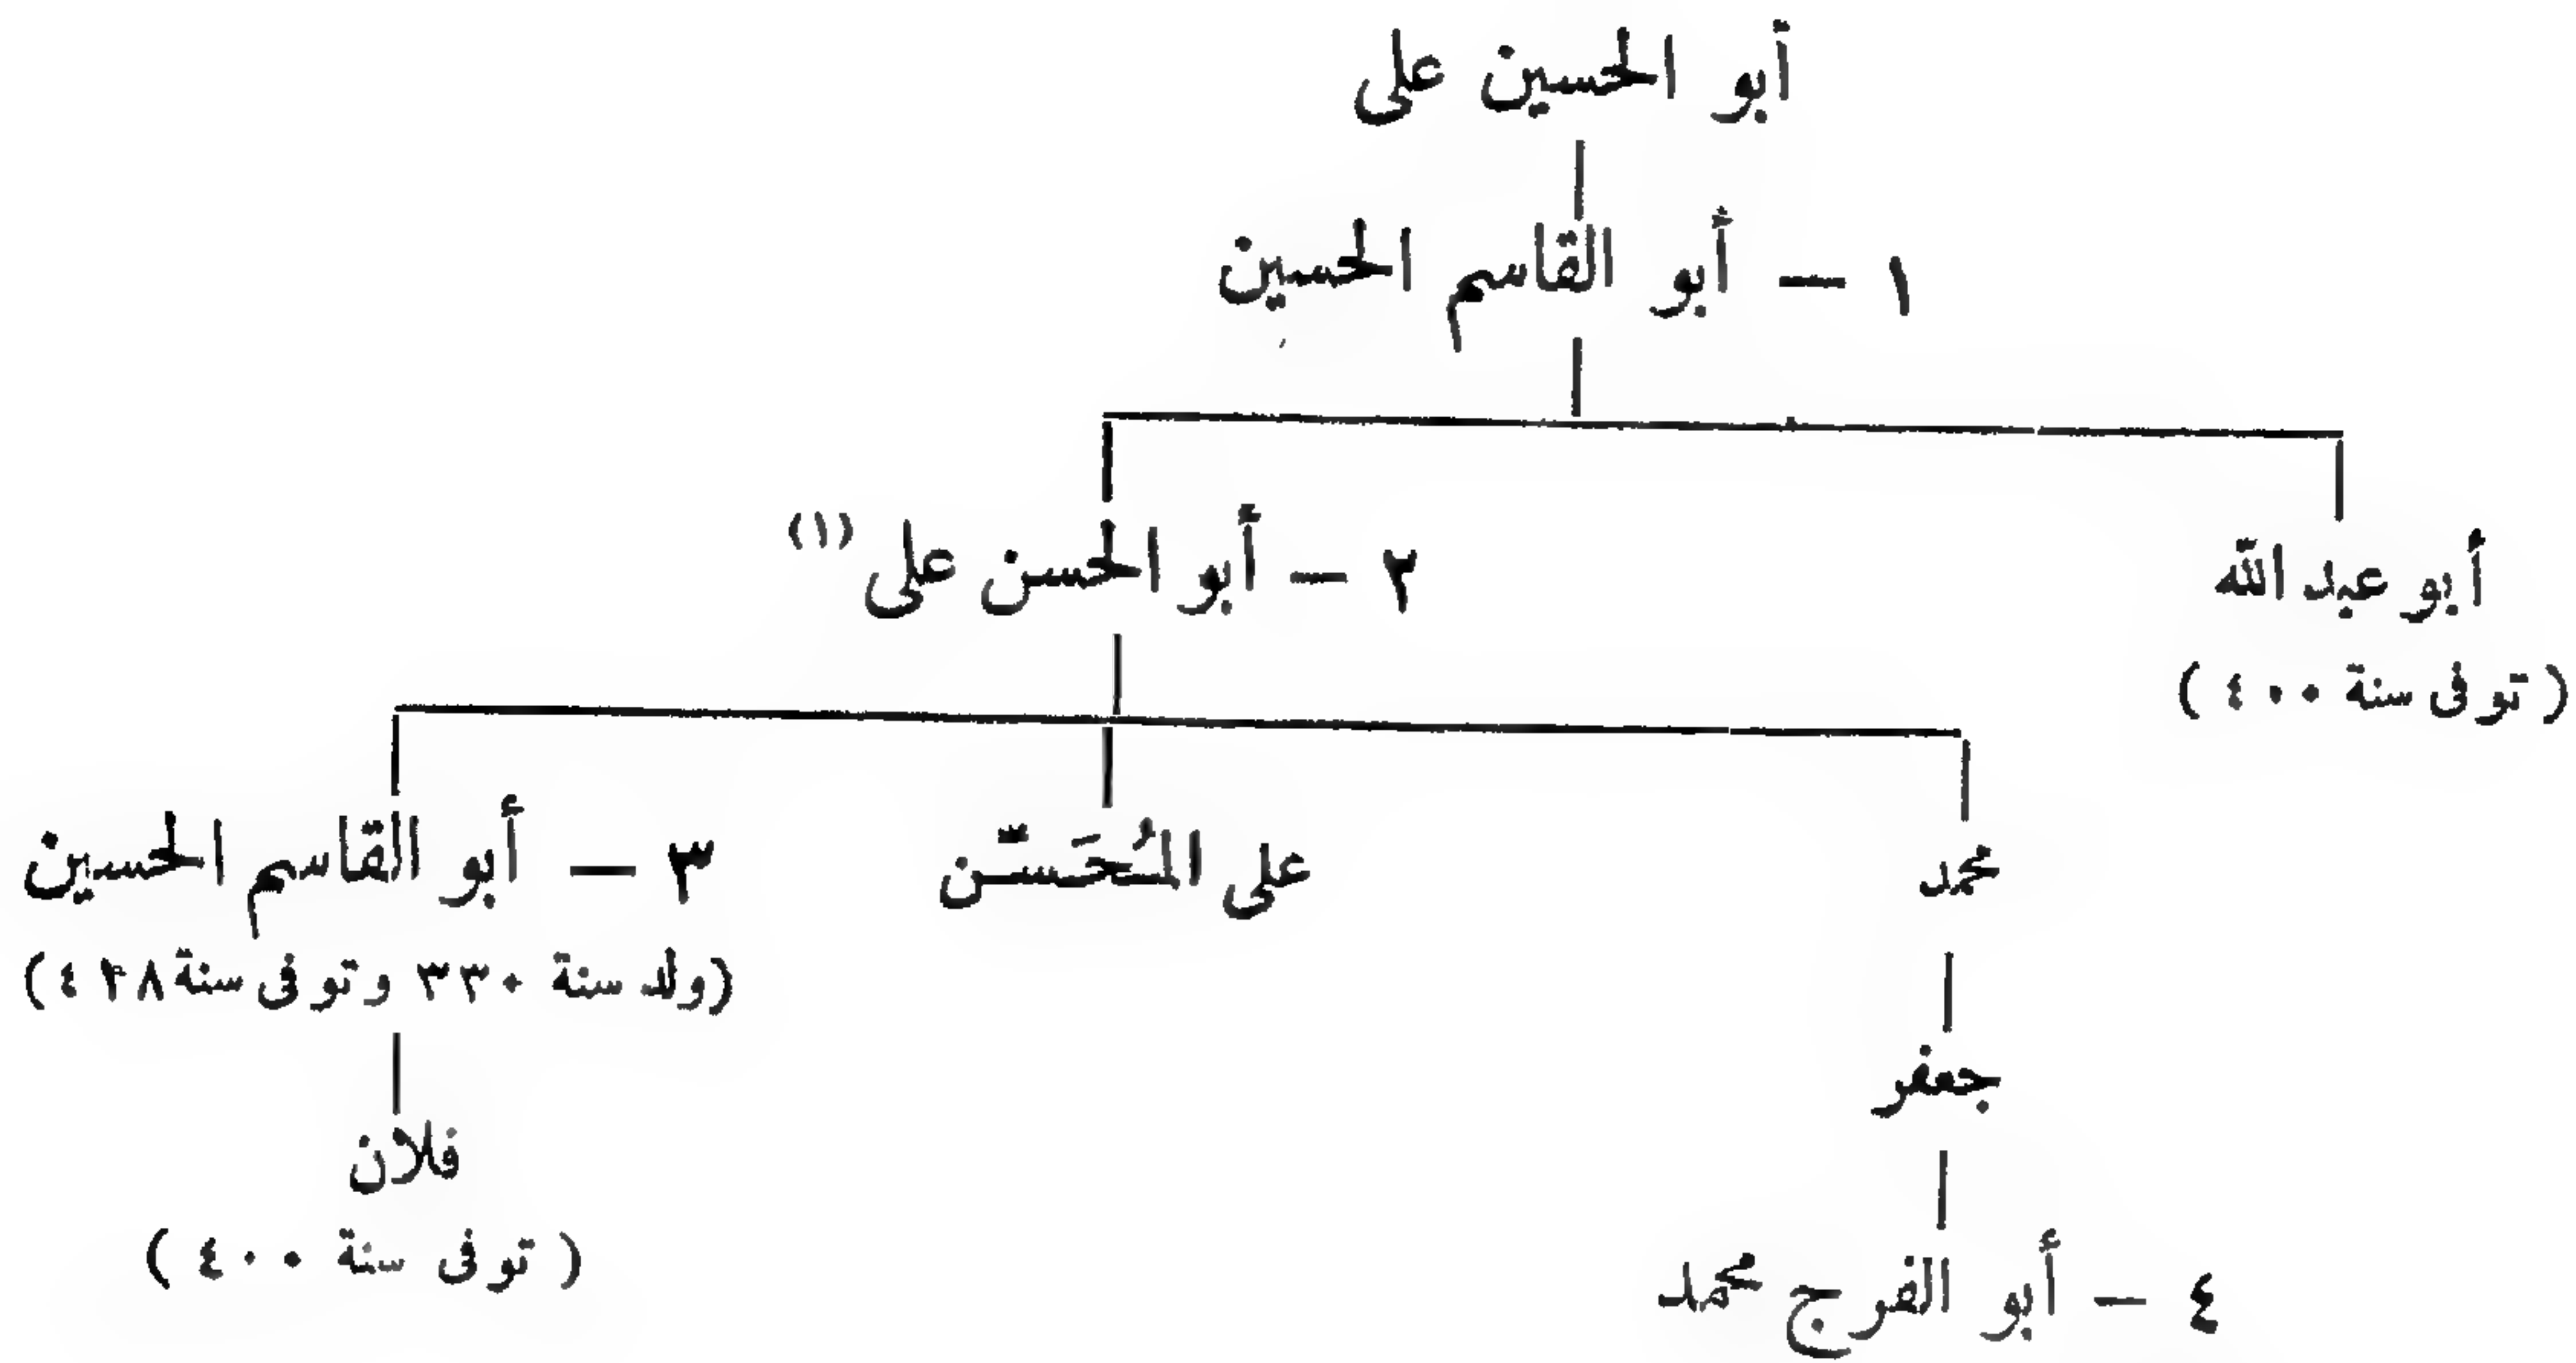 أبو الحسين على
١ — أبو القاسم الحسين
أبو عبد الله
(توفى سنة ٤٠٠)
٢ — أبو الحسن على (١)
محمد
على المُحَسّن
٣ — أبو القاسم الحسين
(ولد سنة ٣٣٠ وتوفى سنة ٤٢٨)
جعفر
فلان
(توفى سنة ٤٠٠)
٤ — أبو الفرج محمد